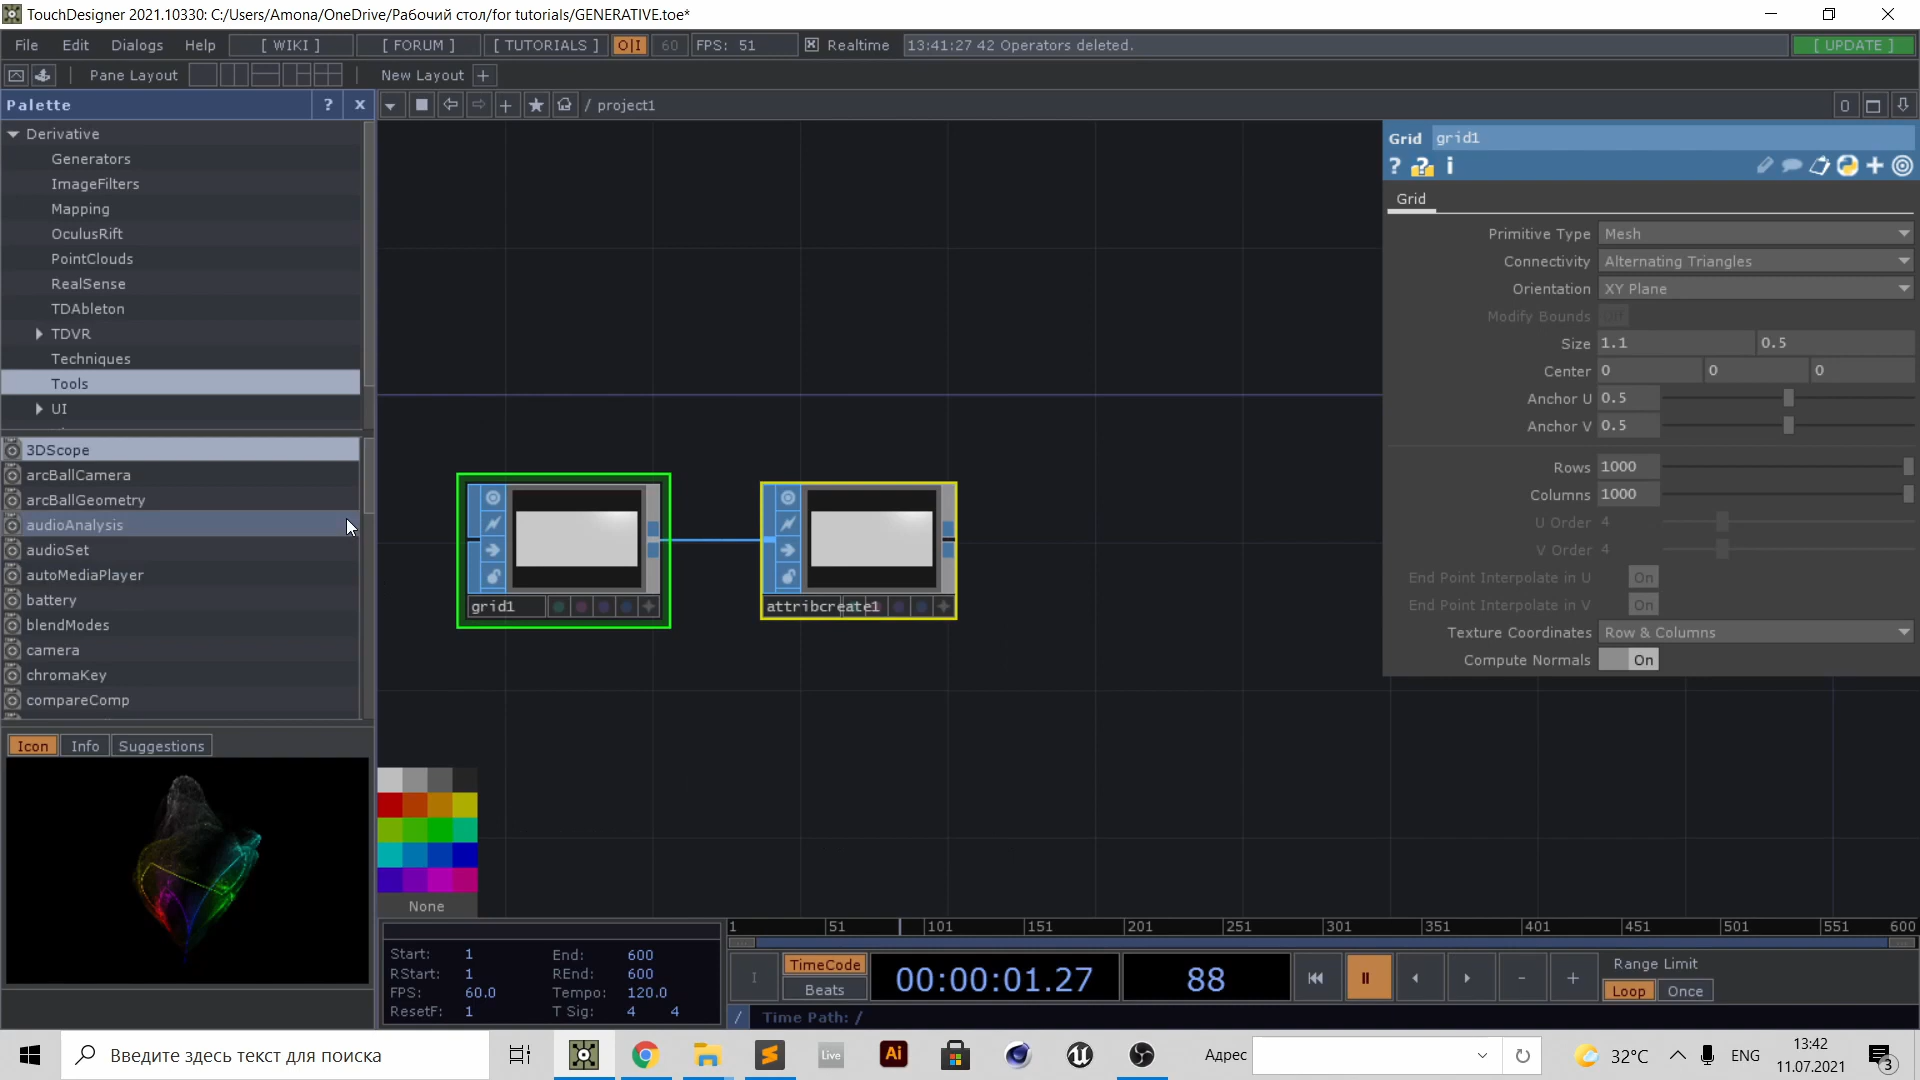 TouchDesigner 2021.10330: C:/Users/Amona/OneDrive/Рабочий стол/for tutorials/GENERATIVE.toe*
File Edit Dialogs Help [ WIKI ] [ FORUM ] [ TUTORIALS ] O|I 60 FPS: 51 Realtime 13:41:27 42 Operators deleted. [ UPDATE ]
Pane Layout New Layout +
Palette ? x / project1 0
Derivative
Generators
ImageFilters
Mapping
OculusRift
PointClouds
RealSense
TDAbleton
TDVR
Techniques
Tools
UI
3DScope
arcBallCamera
arcBallGeometry
audioAnalysis
audioSet
autoMediaPlayer
battery
blendModes
camera
chromaKey
compareComp
Icon Info Suggestions
grid1
attribcreate1
None
Grid grid1
? ? i
Grid
Primitive Type Mesh
Connectivity Alternating Triangles
Orientation XY Plane
Modify Bounds Off
Size 1.1 0.5
Center 0 0 0
Anchor U 0.5
Anchor V 0.5
Rows 1000
Columns 1000
U Order 4
V Order 4
End Point Interpolate in U On
End Point Interpolate in V On
Texture Coordinates Row & Columns
Compute Normals On
1 51 101 151 201 251 301 351 401 451 501 551 600
Start: 1 End: 600
RStart: 1 REnd: 600
FPS: 60.0 Tempo: 120.0
ResetF: 1 T Sig: 4 4
I TimeCode Beats 00:00:01.27 88 - + Range Limit
Loop Once
/ Time Path: /
Введите здесь текст для поиска Live Ai Адрес 32°C ENG 13:42
11.07.2021 3